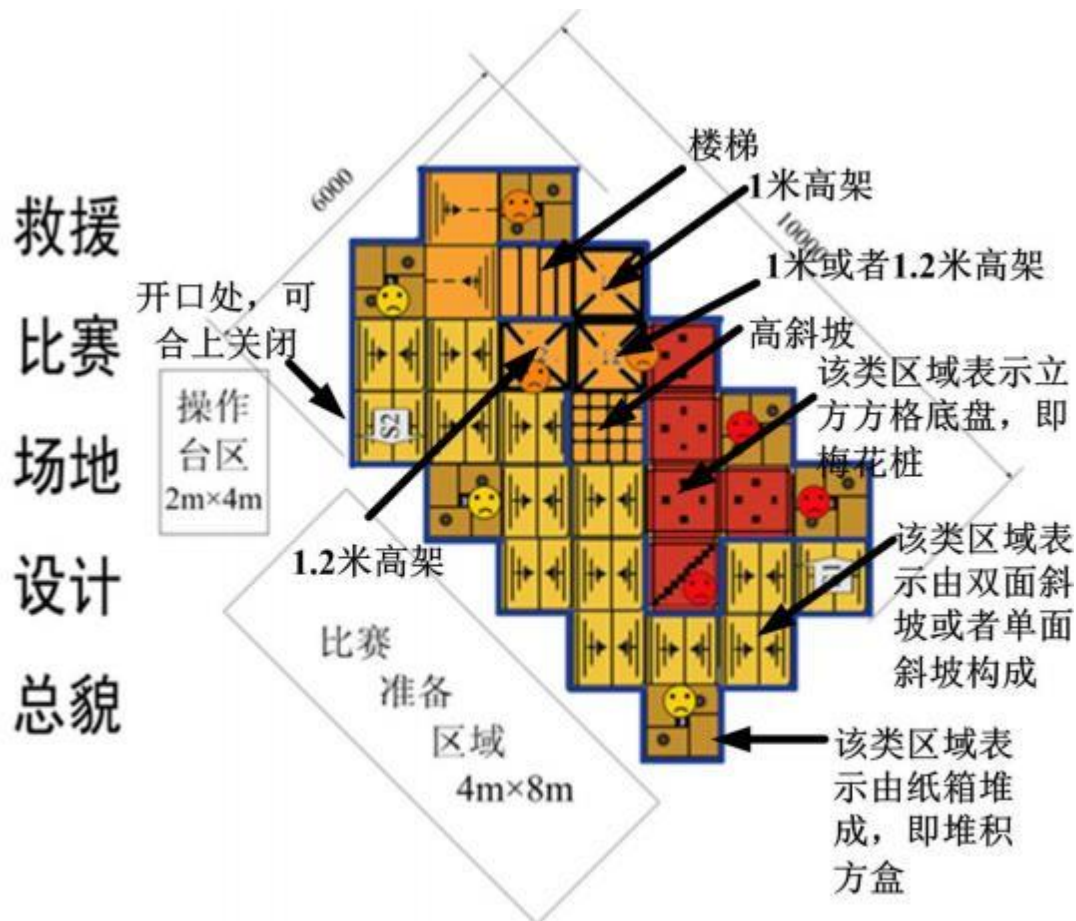 救援
比赛
场地
设计
总貌
6000
10000
楼梯
1米高架
1米或者1.2米高架
高斜坡
该类区域表示立
方方格底盘，即
梅花桩
开口处，可
合上关闭
操作
台区
2m×4m
S2
1.2米高架
该类区域表
示由双面斜
坡或者单面
斜坡构成
比赛
准备
区域
4m×8m
该类区域表
示由纸箱堆
成，即堆积
方盒